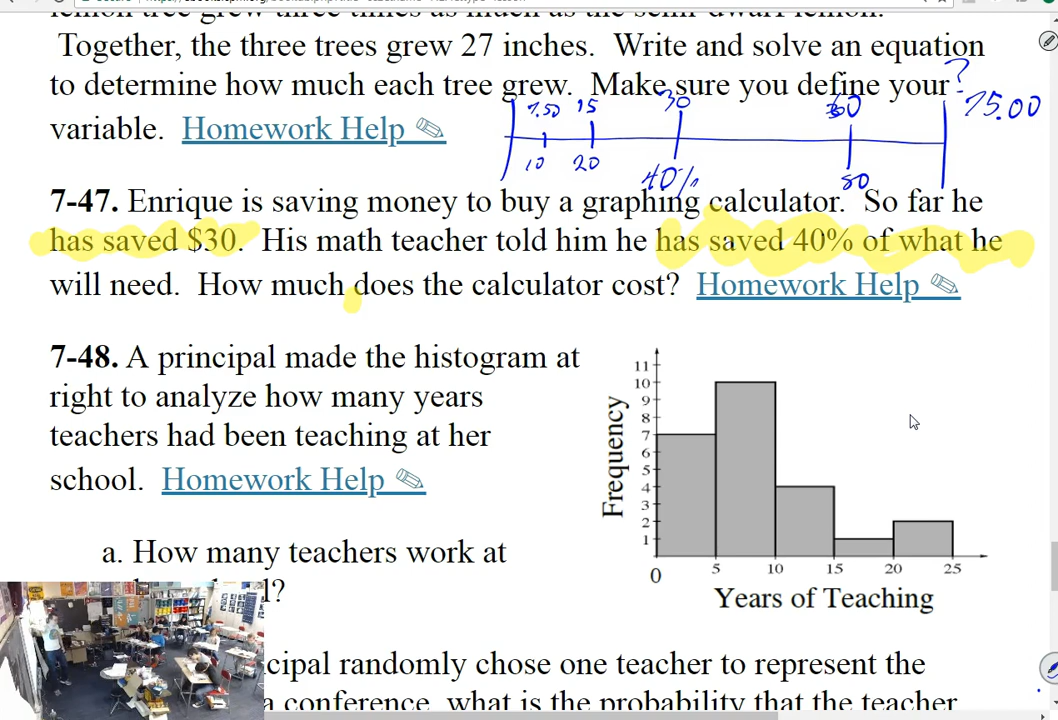 Together, the three trees grew 27 inches. Write and solve an equation
to determine how much each tree grew. Make sure you define your
?
variable. Homework Help
7.50 15 30 60 75.00
10 20 40% 80
7-47. Enrique is saving money to buy a graphing calculator. So far he
has saved $30. His math teacher told him he has saved 40% of what he
will need. How much does the calculator cost? Homework Help
7-48. A principal made the histogram at
right to analyze how many years
teachers had been teaching at her
school. Homework Help
a. How many teachers work at
Frequency
11
10
9
8
7
6
5
4
3
2
1
0 5 10 15 20 25
Years of Teaching
cipal randomly chose one teacher to represent the
a conference, what is the probability that the teacher